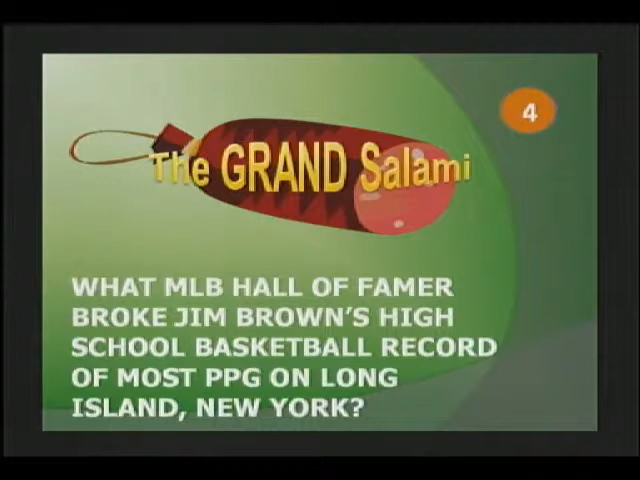 4
The GRAND Salami
WHAT MLB HALL OF FAMER
BROKE JIM BROWN'S HIGH
SCHOOL BASKETBALL RECORD
OF MOST PPG ON LONG
ISLAND, NEW YORK?